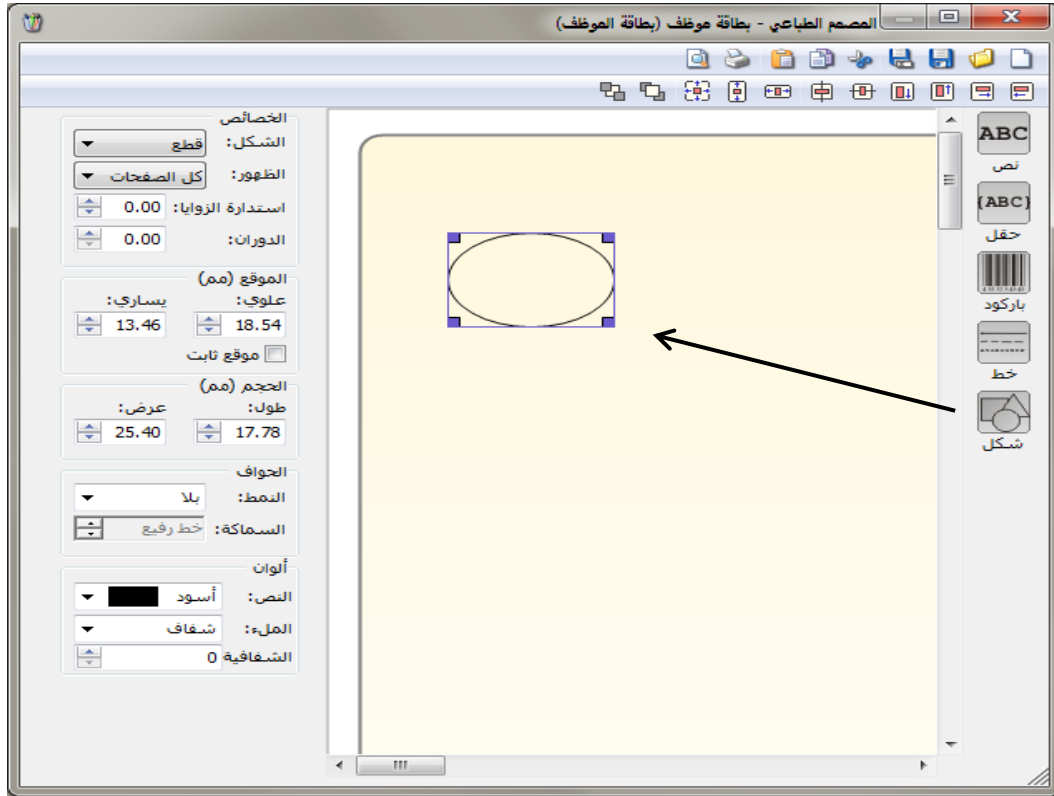 المصمم الطباعي - بطاقة موظف (بطاقة الموظف)
ABC
نص
{ABC}
حقل
باركود
خط
شكل
الخصائص
الشكل: قطع
الظهور: كل الصفحات
استدارة الزوايا: 0.00
الدوران: 0.00
الموقع (مم)
علوي: يساري:
18.54 13.46
موقع ثابت
الحجم (مم)
طول: عرض:
17.78 25.40
الحواف
النمط: بلا
السماكة: خط رفيع
ألوان
النص: أسود
الملء: شفاف
الشفافية 0